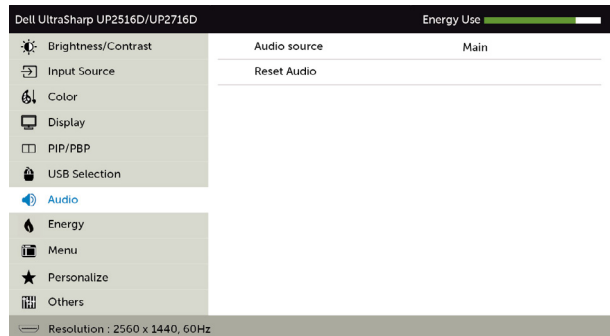 Dell UltraSharp UP2516D/UP2716D Energy Use
Brightness/Contrast Audio source Main
Input Source Reset Audio
Color
Display
PIP/PBP
USB Selection
Audio
Energy
Menu
Personalize
Others
Resolution : 2560 x 1440, 60Hz